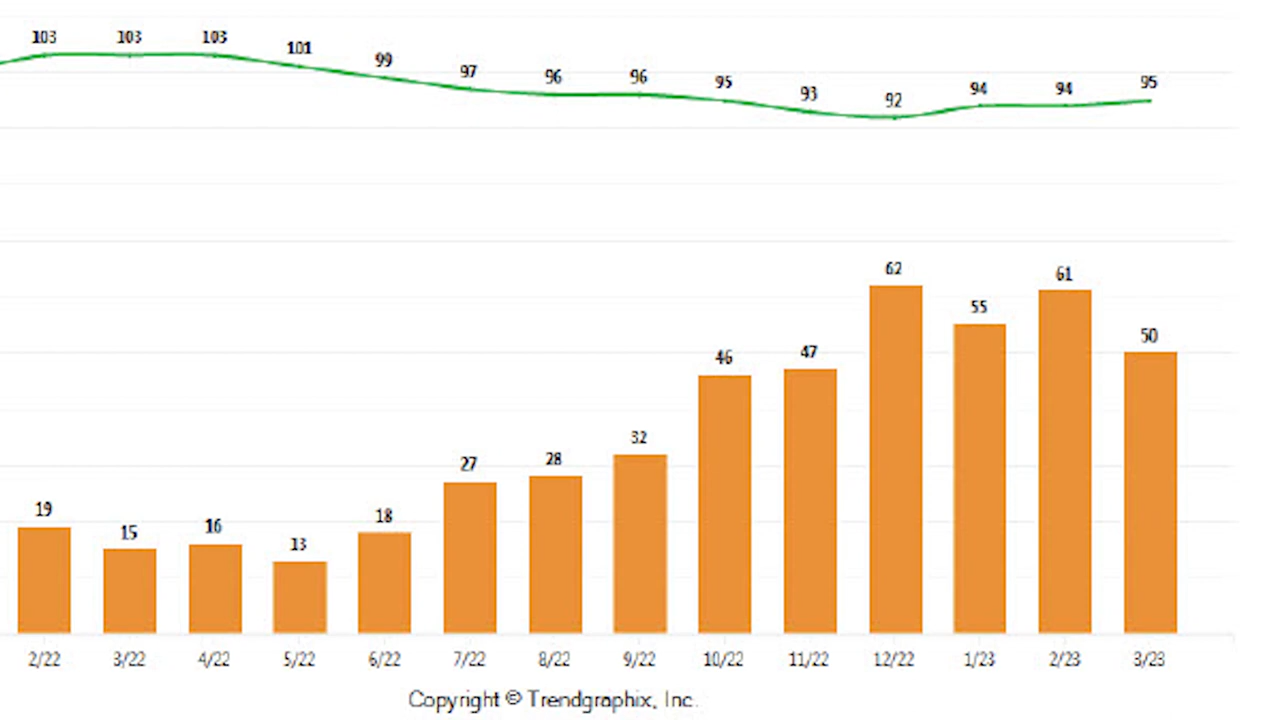 103 103 103 101 99 97 96 96 95 93 92 94 94 95
19 15 16 13 18 27 28 32 46 47 62 55 61 50
2/22 3/22 4/22 5/22 6/22 7/22 8/22 9/22 10/22 11/22 12/22 1/23 2/23 3/23
Copyright © Trendgraphix, Inc.